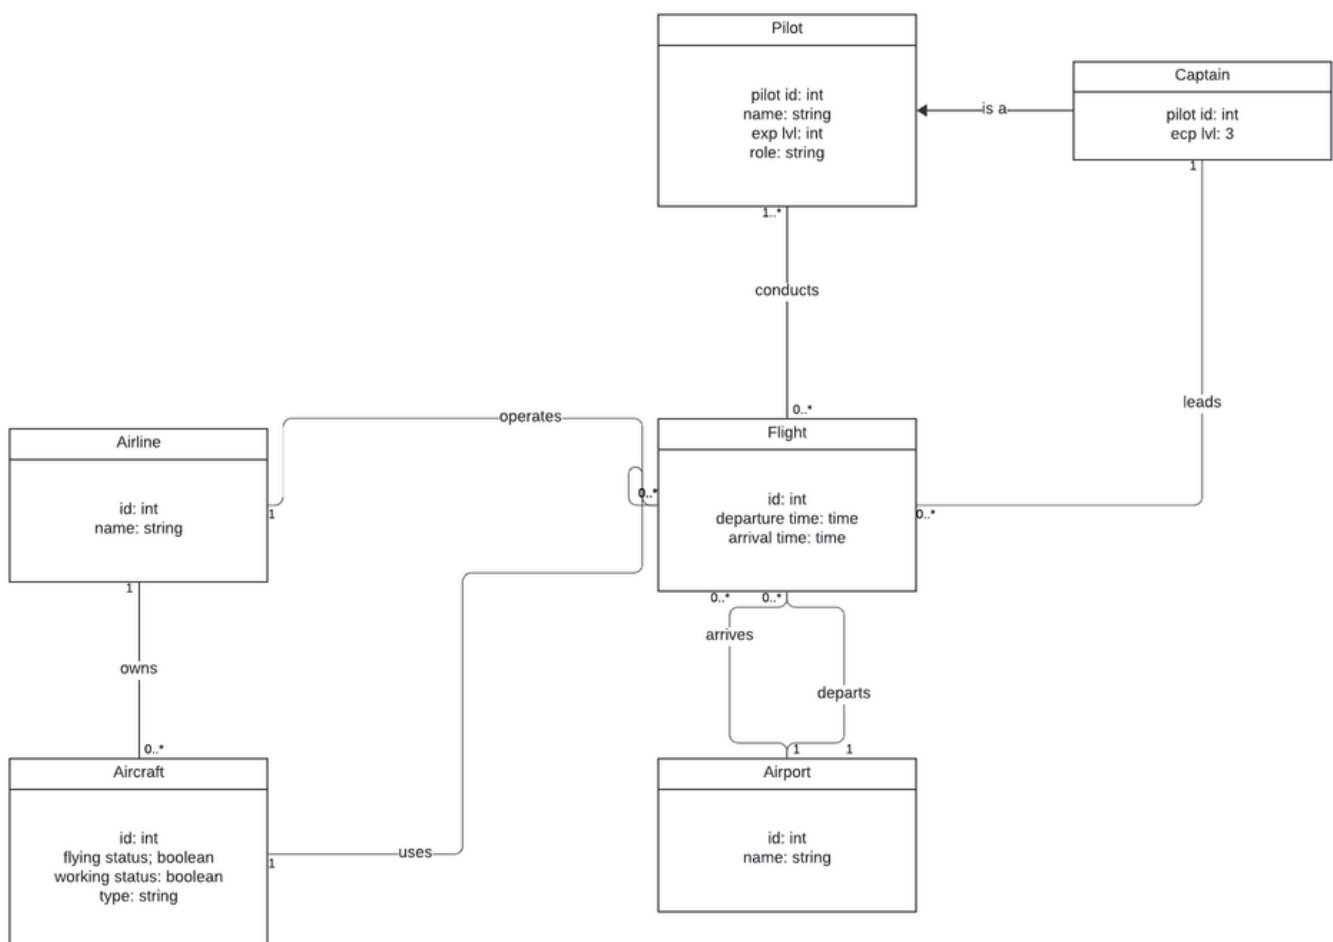 Pilot
pilot id: int
name: string
exp lvl: int
role: string
1..*
Captain
pilot id: int
ecp lvl: 3
1
is a
conducts
0..*
leads
operates
Airline
id: int
name: string
1
1
Flight
id: int
departure time: time
arrival time: time
0..*
0..*
0..*
0..*
arrives
departs
owns
0..*
1
1
Aircraft
id: int
flying status; boolean
working status: boolean
type: string
1
uses
Airport
id: int
name: string